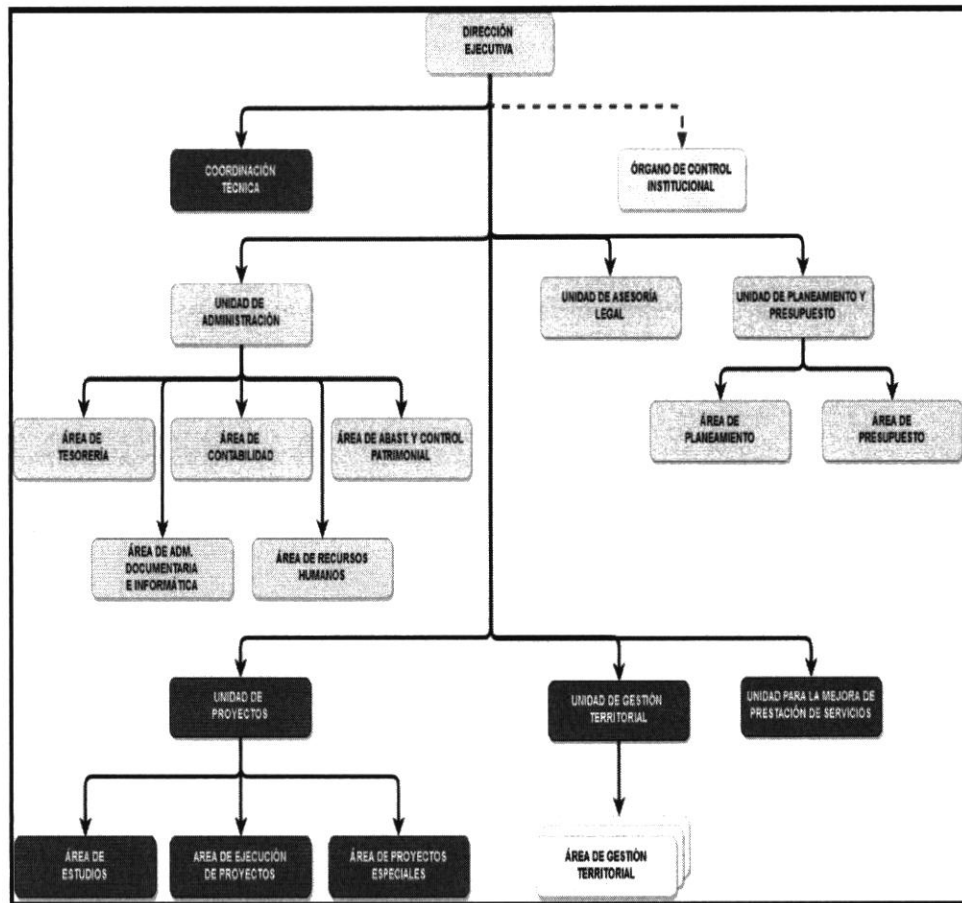 DIRECCIÓN
EJECUTIVA
COORDINACIÓN
TÉCNICA
ÓRGANO DE CONTROL
INSTITUCIONAL
UNIDAD DE
ADMINISTRACIÓN
UNIDAD DE ASESORÍA
LEGAL
UNIDAD DE PLANEAMIENTO Y
PRESUPUESTO
ÁREA DE
TESORERÍA
ÁREA DE
CONTABILIDAD
ÁREA DE ABAST. Y CONTROL
PATRIMONIAL
ÁREA DE
PLANEAMIENTO
ÁREA DE
PRESUPUESTO
ÁREA DE ADM.
DOCUMENTARIA
E INFORMÁTICA
ÁREA DE RECURSOS
HUMANOS
UNIDAD DE
PROYECTOS
UNIDAD DE GESTIÓN
TERRITORIAL
UNIDAD PARA LA MEJORA DE
PRESTACIÓN DE SERVICIOS
ÁREA DE
ESTUDIOS
AREA DE EJECUCIÓN
DE PROYECTOS
ÁREA DE PROYECTOS
ESPECIALES
ÁREA DE GESTIÓN
TERRITORIAL